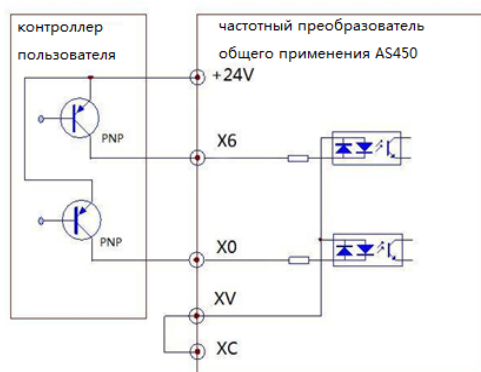 контроллер
пользователя
частотный преобразователь
общего применения AS450
+24V
PNP
X6
PNP
X0
XV
XC